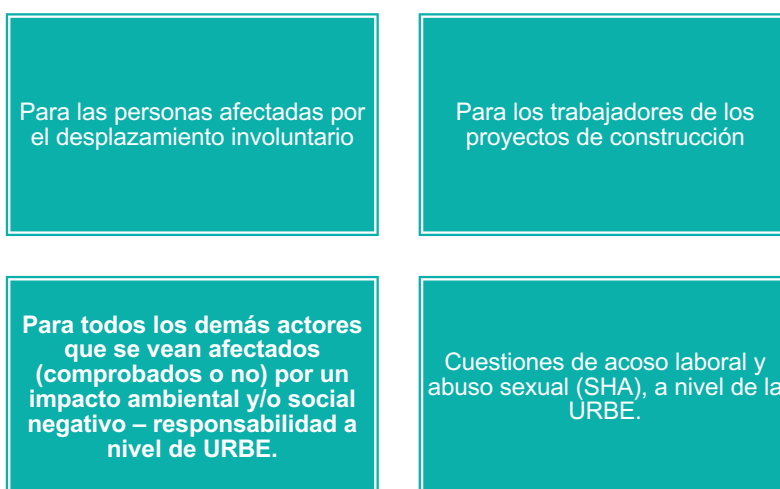 Para las personas afectadas por
el desplazamiento involuntario
Para los trabajadores de los
proyectos de construcción
Para todos los demás actores
que se vean afectados
(comprobados o no) por un
impacto ambiental y/o social
negativo – responsabilidad a
nivel de URBE.
Cuestiones de acoso laboral y
abuso sexual (SHA), a nivel de la
URBE.